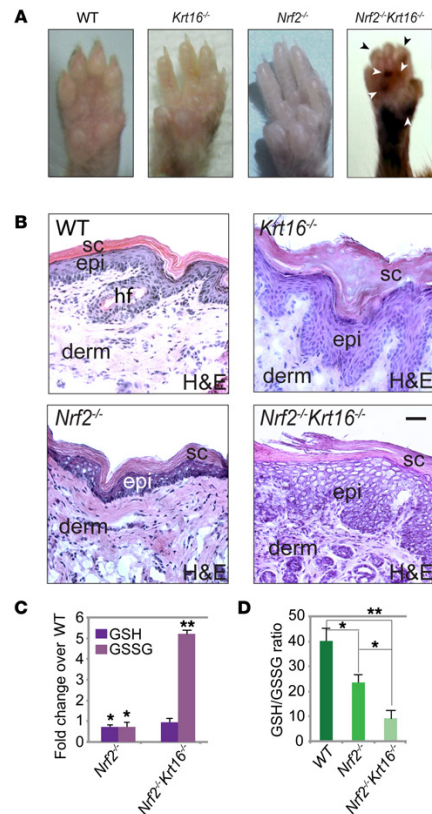 A
WT
Krt16-/-
Nrf2-/-
Nrf2-/-Krt16-/-
B
WT
sc
epi
hf
derm
H&E
Krt16-/-
sc
epi
H&E
Nrf2-/-
sc
epi
derm
H&E
Nrf2-/-Krt16-/-
sc
epi
derm
H&E
C
Fold change over WT
6
5
4
3
2
1
0
GSH
GSSG
*
*
**
Nrf2-/-
Nrf2-/-Krt16-/-
D
GSH/GSSG ratio
50
40
30
20
10
0
**
*
*
WT
Nrf2-/-
Nrf2-/-Krt16-/-